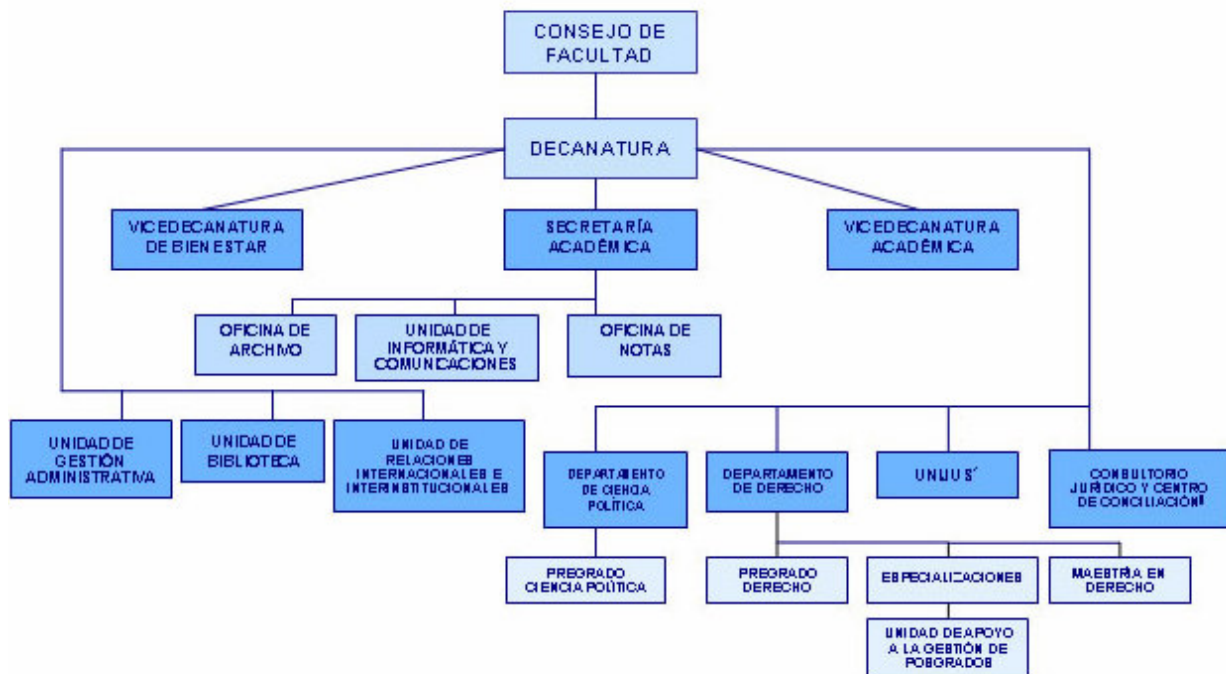 CONSEJO DE
FACULTAD
DECANATURA
VICEDECANATURA
DE BIENESTAR
SECRETARÍA
ACADÉMICA
VICEDECANATURA
ACADÉMICA
OFICINA DE
ARCHIVO
UNIDAD DE
INFORMÁTICA Y
COMUNICACIONES
OFICINA DE
NOTAS
UNIDAD DE
GESTIÓN
ADMINISTRATIVA
UNIDAD DE
BIBLIOTECA
UNIDAD DE
RELACIONES
INTERNACIONALES E
INTERINSTITUCIONALES
DEPARTAMENTO
DE CIENCIA
POLÍTICA
DEPARTAMENTO
DE DERECHO
UNIJUS
CONSULTORIO
JURÍDICO Y CENTRO
DE CONCILIACIÓN
PREGRADO
CIENCIA POLÍTICA
PREGRADO
DERECHO
ESPECIALIZACIONES
MAESTRÍA EN
DERECHO
UNIDAD DE APOYO
A LA GESTIÓN DE
POSGRADOS